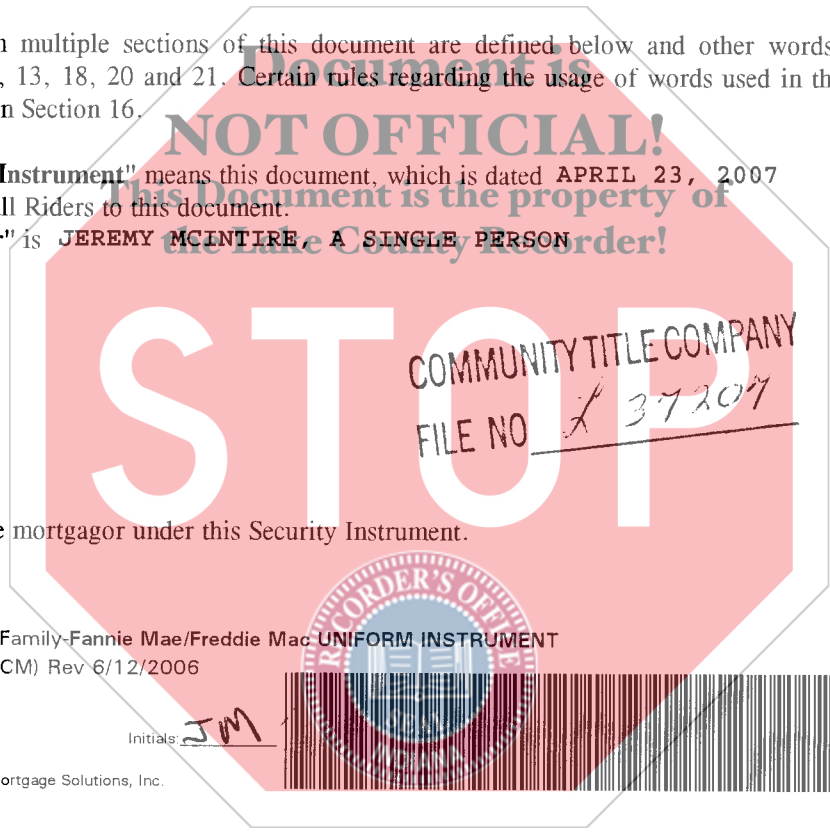 n multiple sections of this document are defined below and other words
, 13, 18, 20 and 21. Certain rules regarding the usage of words used in th
n Section 16.
Document is
NOT OFFICIAL!
This Document is the property of
the Lake County Recorder!
Instrument" means this document, which is dated APRIL 23, 2007
ll Riders to this document.
" is JEREMY MCINTIRE, A SINGLE PERSON
STOP
COMMUNITY TITLE COMPANY
FILE NO L 37207
e mortgagor under this Security Instrument.
RECORDER'S OFFICE
SEAL
INDIANA
Family-Fannie Mae/Freddie Mac UNIFORM INSTRUMENT
CM) Rev 6/12/2006
Initials: JM
ortgage Solutions, Inc.